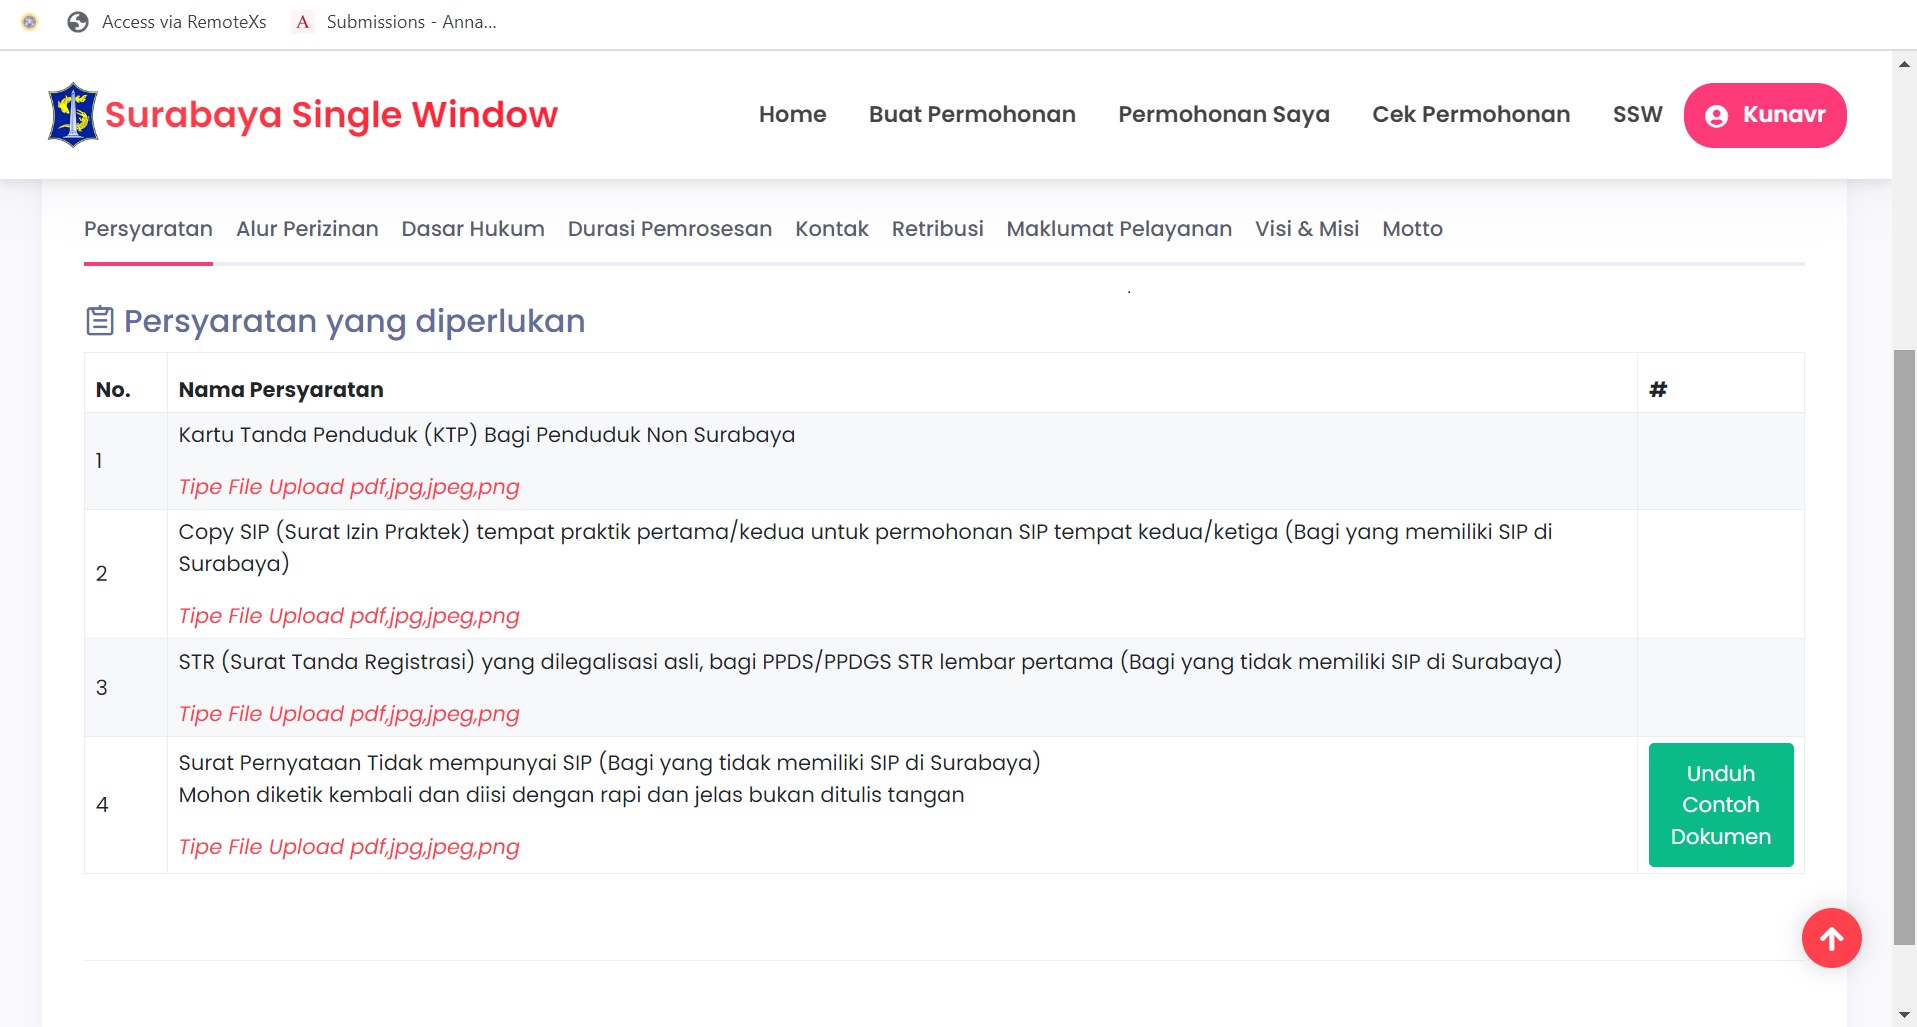 Access via RemoteXs
A Submissions - Anna...
Surabaya Single Window
Home
Buat Permohonan
Permohonan Saya
Cek Permohonan
SSW
Kunavr
Persyaratan
Alur Perizinan
Dasar Hukum
Durasi Pemrosesan
Kontak
Retribusi
Maklumat Pelayanan
Visi & Misi
Motto
Persyaratan yang diperlukan
No. Nama Persyaratan #
1
Kartu Tanda Penduduk (KTP) Bagi Penduduk Non Surabaya
Tipe File Upload pdf,jpg,jpeg,png
2
Copy SIP (Surat Izin Praktek) tempat praktik pertama/kedua untuk permohonan SIP tempat kedua/ketiga (Bagi yang memiliki SIP di
Surabaya)
Tipe File Upload pdf,jpg,jpeg,png
3
STR (Surat Tanda Registrasi) yang dilegalisasi asli, bagi PPDS/PPDGS STR lembar pertama (Bagi yang tidak memiliki SIP di Surabaya)
Tipe File Upload pdf,jpg,jpeg,png
4
Surat Pernyataan Tidak mempunyai SIP (Bagi yang tidak memiliki SIP di Surabaya)
Mohon diketik kembali dan diisi dengan rapi dan jelas bukan ditulis tangan
Tipe File Upload pdf,jpg,jpeg,png
Unduh
Contoh
Dokumen